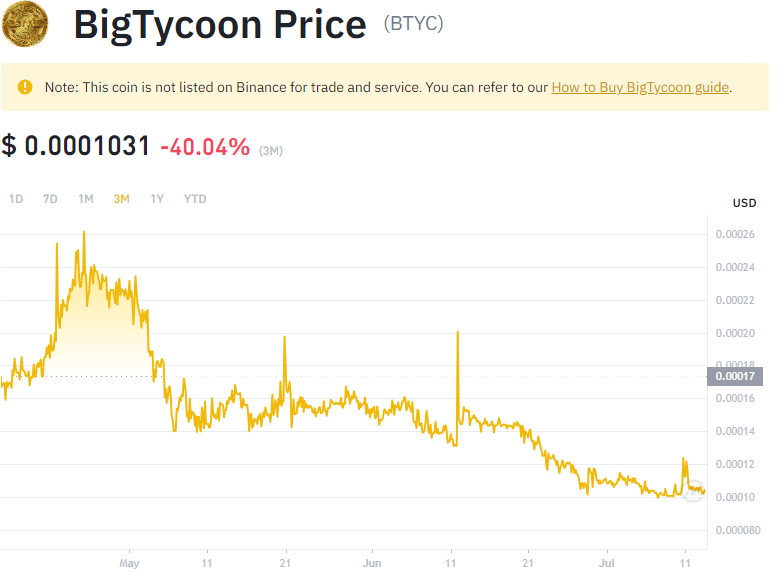 BigTycoon Price (BTYC)
Note: This coin is not listed on Binance for trade and service. You can refer to our How to Buy BigTycoon guide.
$ 0.0001031 -40.04% (3M)
1D 7D 1M 3M 1Y YTD
USD
0.00026
0.00024
0.00022
0.00020
0.00018
0.00017
0.00016
0.00014
0.00012
0.00010
0.000080
May 11 21 Jun 11 21 Jul 11